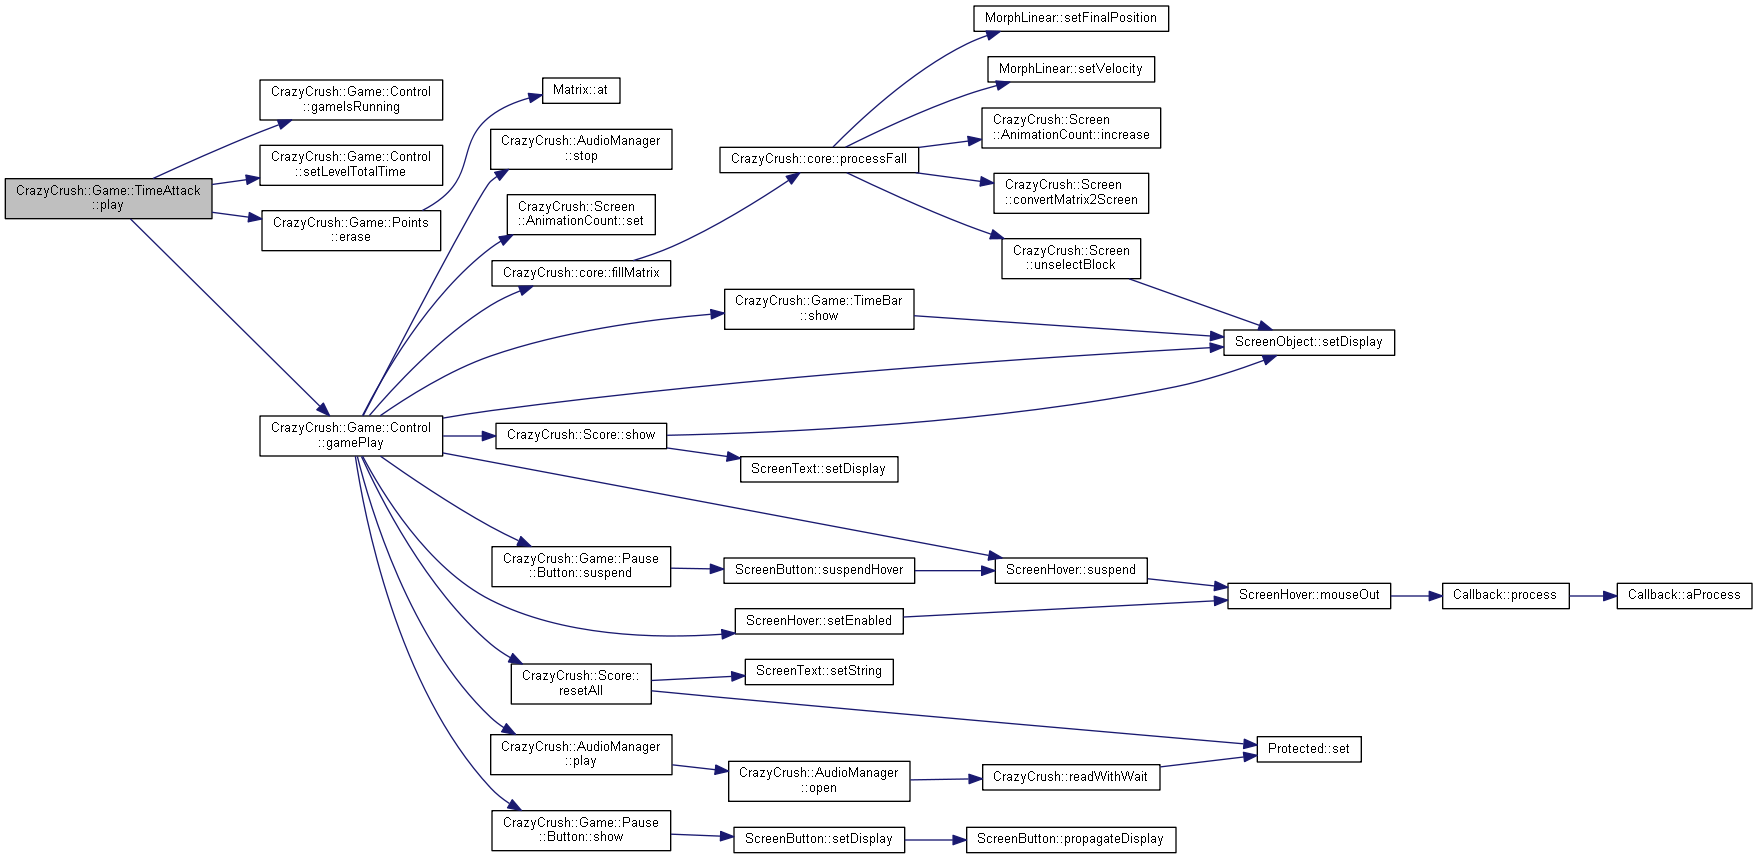 CrazyCrush::Game::TimeAttack
::play
CrazyCrush::Game::Control
::gameIsRunning
CrazyCrush::Game::Control
::setLevelTotalTime
CrazyCrush::Game::Points
::erase
CrazyCrush::Game::Control
::gamePlay
Matrix::at
CrazyCrush::AudioManager
::stop
CrazyCrush::Screen
::AnimationCount::set
CrazyCrush::core::fillMatrix
CrazyCrush::Score::show
CrazyCrush::Game::Pause
::Button::suspend
CrazyCrush::Score::
resetAll
CrazyCrush::AudioManager
::play
CrazyCrush::Game::Pause
::Button::show
CrazyCrush::core::processFall
CrazyCrush::Game::TimeBar
::show
ScreenText::setDisplay
ScreenButton::suspendHover
ScreenHover::setEnabled
ScreenText::setString
CrazyCrush::AudioManager
::open
ScreenButton::setDisplay
MorphLinear::setFinalPosition
MorphLinear::setVelocity
CrazyCrush::Screen
::AnimationCount::increase
CrazyCrush::Screen
::convertMatrix2Screen
CrazyCrush::Screen
::unselectBlock
ScreenHover::suspend
CrazyCrush::readWithWait
ScreenButton::propagateDisplay
ScreenObject::setDisplay
ScreenHover::mouseOut
Protected::set
Callback::process
Callback::aProcess